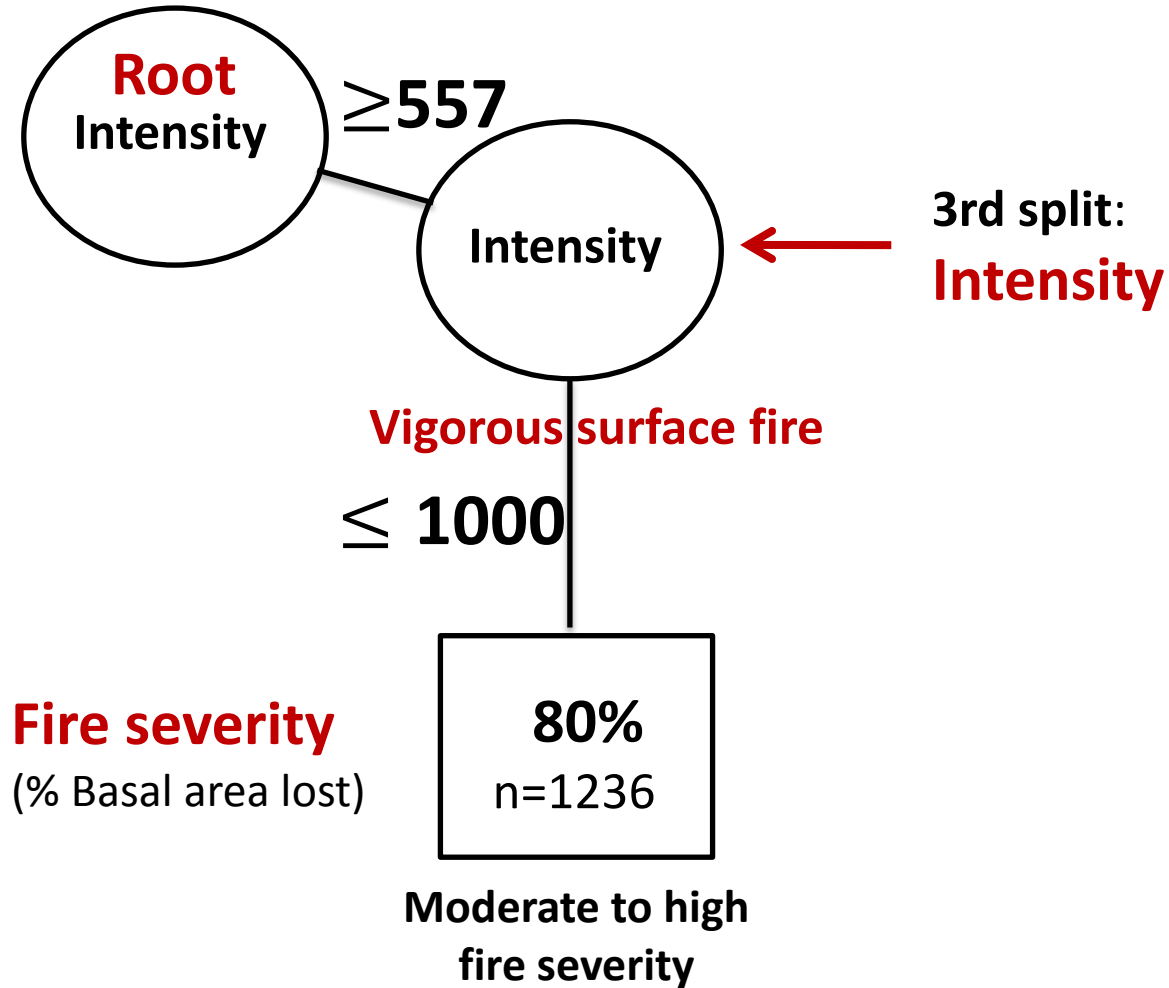 Root
Intensity
≥557
Intensity
3rd split:
Intensity
Vigorous surface fire
≤ 1000
Fire severity
(% Basal area lost)
80%
n=1236
Moderate to high
fire severity